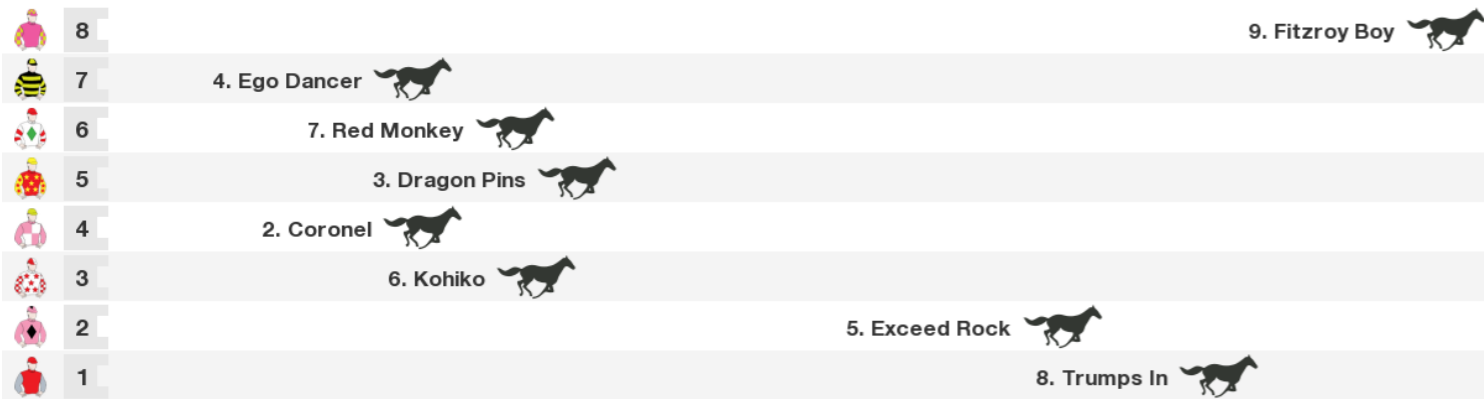 8 9. Fitzroy Boy
7 4. Ego Dancer
6 7. Red Monkey
5 3. Dragon Pins
4 2. Coronel
3 6. Kohiko
2 5. Exceed Rock
1 8. Trumps In